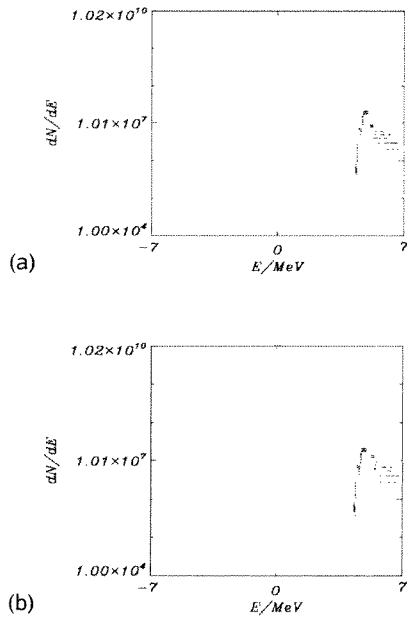 1.02×10¹⁰
1.01×10⁷
1.00×10⁴
dN/dE
-7 0 7
E/MeV
(a)
1.02×10¹⁰
1.01×10⁷
1.00×10⁴
dN/dE
-7 0 7
E/MeV
(b)